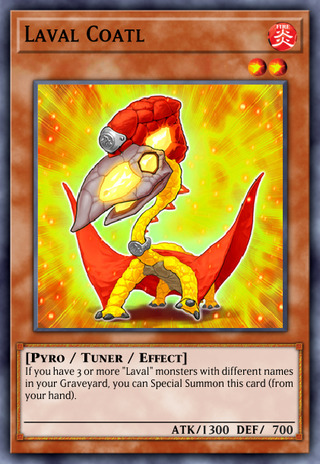 Laval Coatl
FIRE
炎
[Pyro / Tuner / Effect]
If you have 3 or more "Laval" monsters with different names
in your Graveyard, you can Special Summon this card (from
your hand).
ATK/1300 DEF/ 700